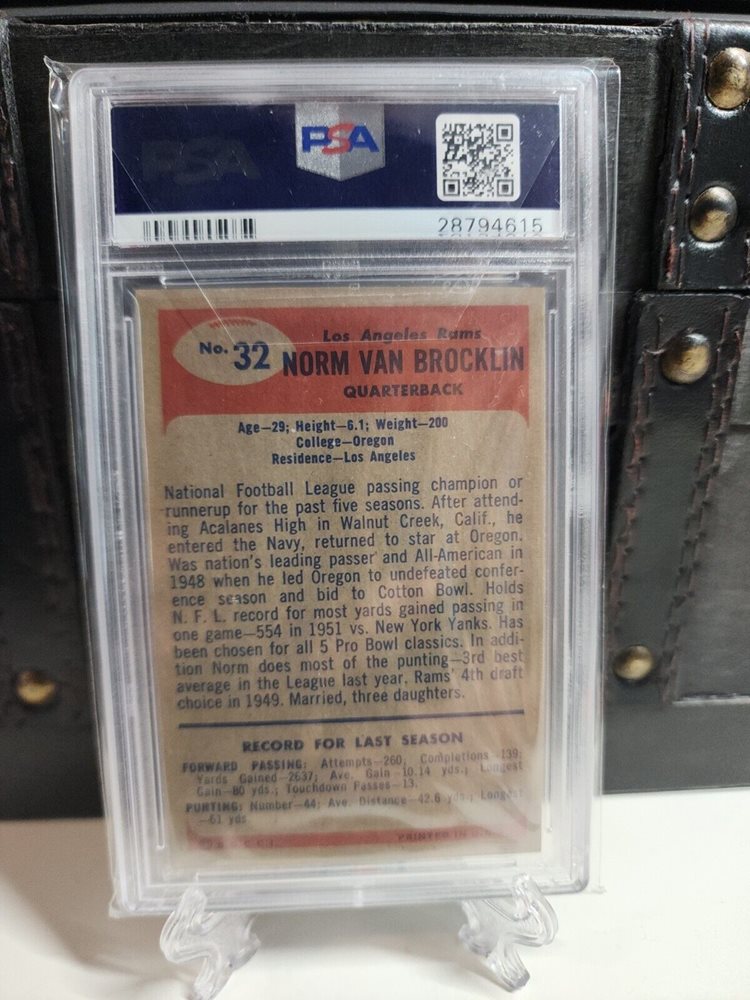 PSA
PSA
28794615
Los Angeles Rams
No. 32 NORM VAN BROCKLIN
QUARTERBACK
Age—29; Height—6.1; Weight—200
College—Oregon
Residence—Los Angeles
National Football League passing champion or
runnerup for the past five seasons. After attend-
ing Acalanes High in Walnut Creek, Calif., he
entered the Navy, returned to star at Oregon.
Was nation's leading passer and All-American in
1948 when he led Oregon to undefeated confer-
ence season and bid to Cotton Bowl. Holds
N. F. L. record for most yards gained passing in
one game—554 in 1951 vs. New York Yanks. Has
been chosen for all 5 Pro Bowl classics. In addi-
tion Norm does most of the punting—3rd best
average in the League last year. Rams' 4th draft
choice in 1949. Married, three daughters.
RECORD FOR LAST SEASON
FORWARD PASSING: Attempts—260; Completions—139;
Yards Gained—2637; Ave. Gain—10.14 yds.; Longest
Gain—80 yds.; Touchdown Passes—13.
PUNTING: Number—44; Ave. Distance—42.6 yds.; Longest
—61 yds
PRINTED IN